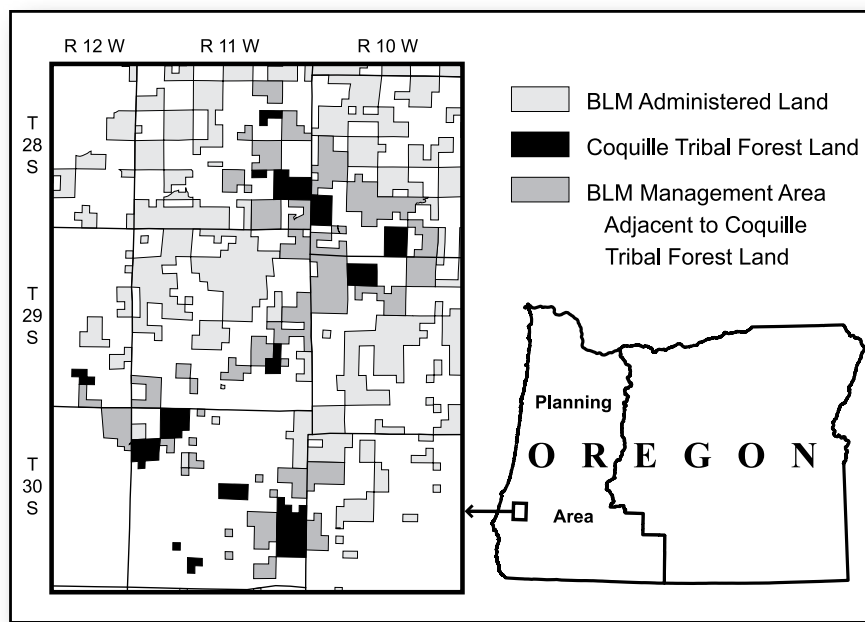 R 12 W R 11 W R 10 W
T
28
S
T
29
S
T
30
S
BLM Administered Land
Coquille Tribal Forest Land
BLM Management Area
Adjacent to Coquille
Tribal Forest Land
Planning
OREGON
Area